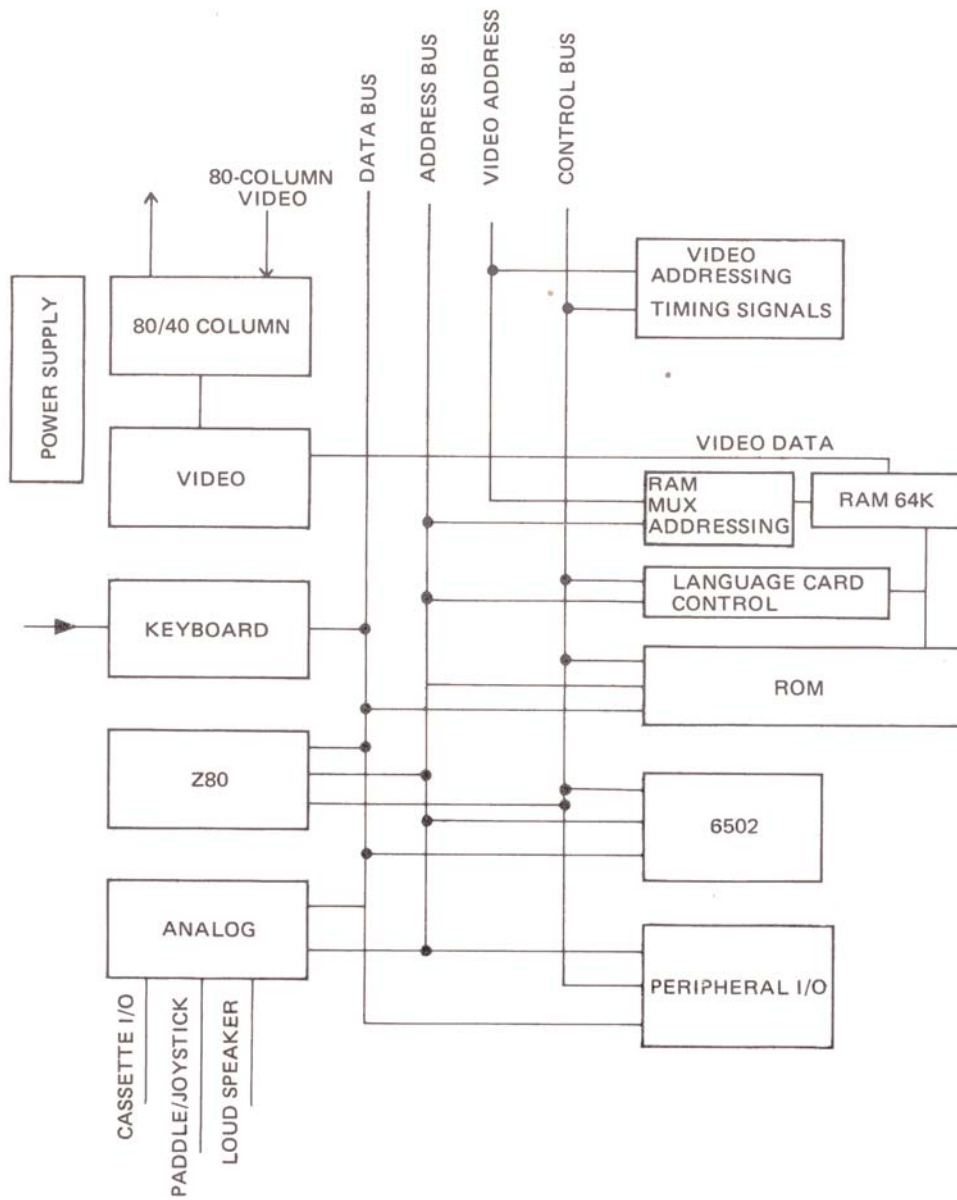 DATA BUS
ADDRESS BUS
VIDEO ADDRESS
CONTROL BUS
80-COLUMN
VIDEO
POWER SUPPLY
80/40 COLUMN
VIDEO
ADDRESSING
TIMING SIGNALS
VIDEO
VIDEO DATA
RAM
MUX
ADDRESSING
RAM 64K
LANGUAGE CARD
CONTROL
KEYBOARD
ROM
Z80
6502
ANALOG
PERIPHERAL I/O
CASSETTE I/O
PADDLE/JOYSTICK
LOUD SPEAKER